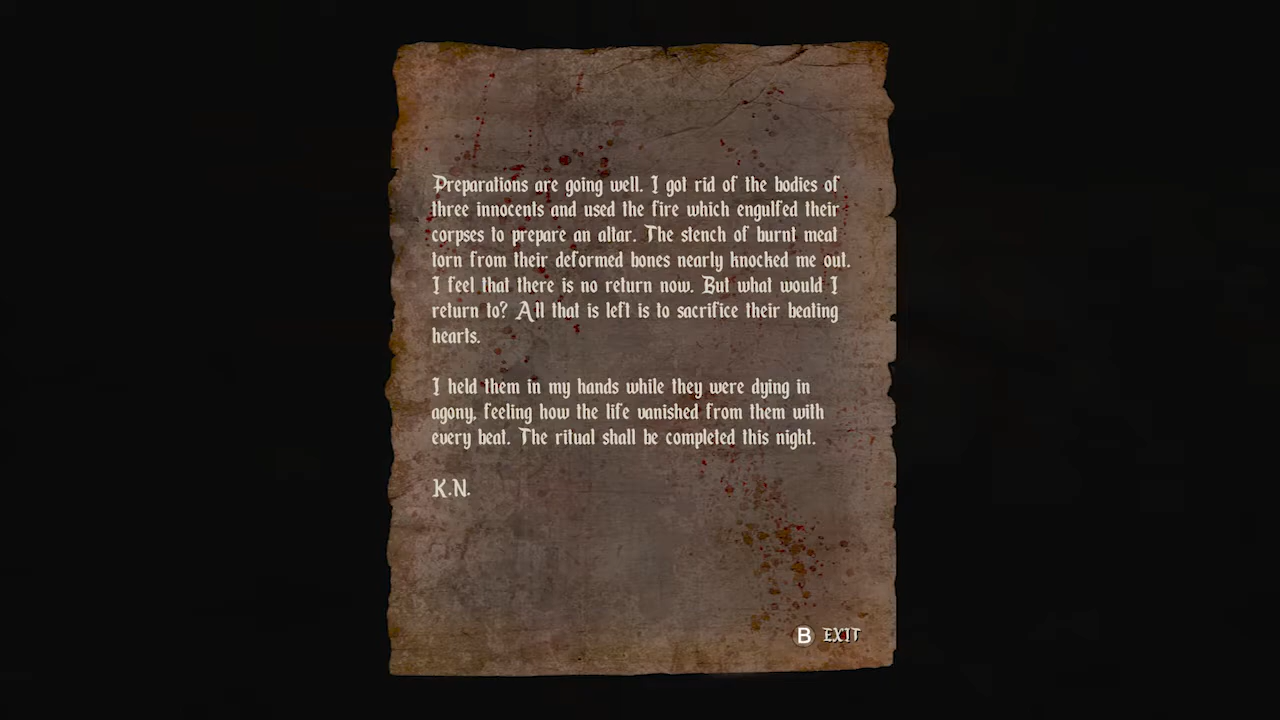 Preparations are going well. I got rid of the bodies of
three innocents and used the fire which engulfed their
corpses to prepare an altar. The stench of burnt meat
torn from their deformed bones nearly knocked me out.
I feel that there is no return now. But what would I
return to? All that is left is to sacrifice their beating
hearts.
I held them in my hands while they were dying in
agony, feeling how the life vanished from them with
every beat. The ritual shall be completed this night.
K.N.
B EXIT